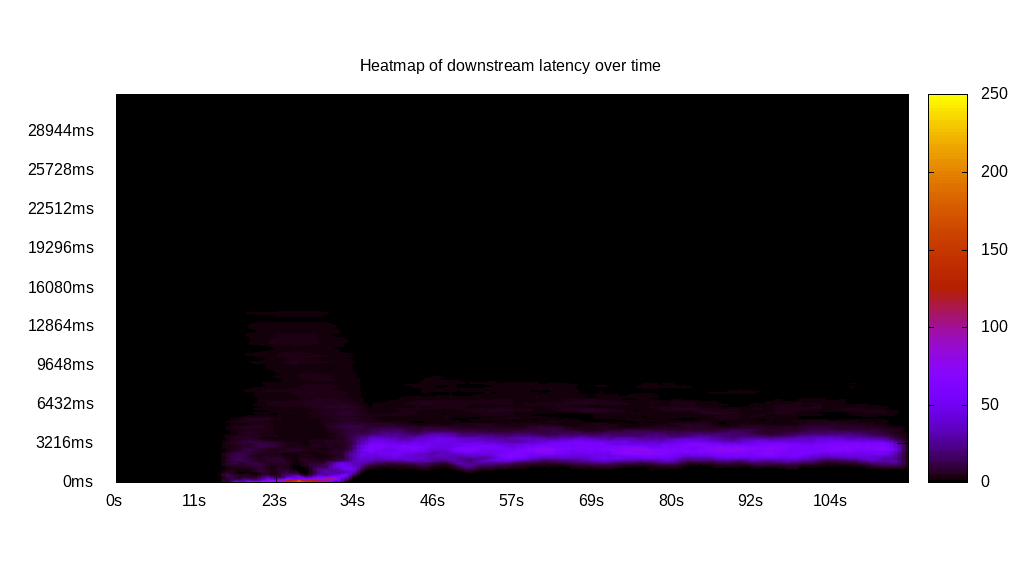 Heatmap of downstream latency over time
28944ms
25728ms
22512ms
19296ms
16080ms
12864ms
9648ms
6432ms
3216ms
0ms
0s 11s 23s 34s 46s 57s 69s 80s 92s 104s
250
200
150
100
50
0